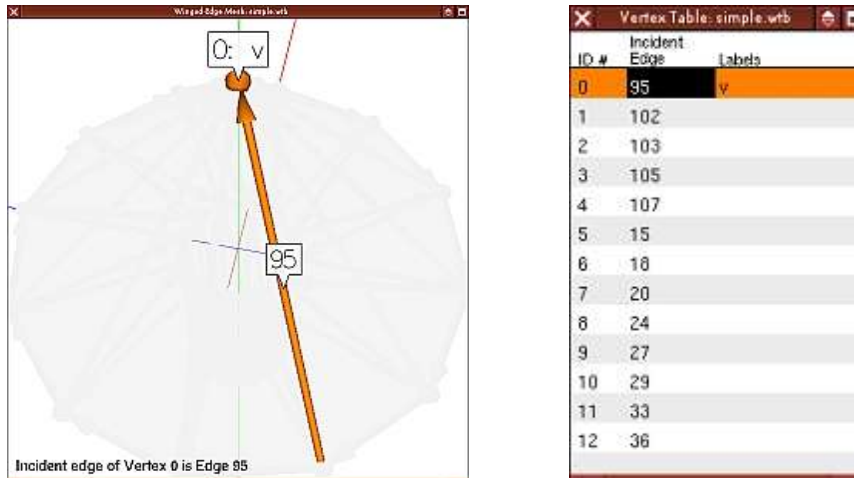 Winged-Edge Mesh: simple.wtb
0: v
95
Incident edge of Vertex 0 is Edge 95
Vertex Table: simple.wtb
ID # Incident Edge Labels
0 95 v
1 102
2 103
3 105
4 107
5 15
6 18
7 20
8 24
9 27
10 29
11 33
12 36